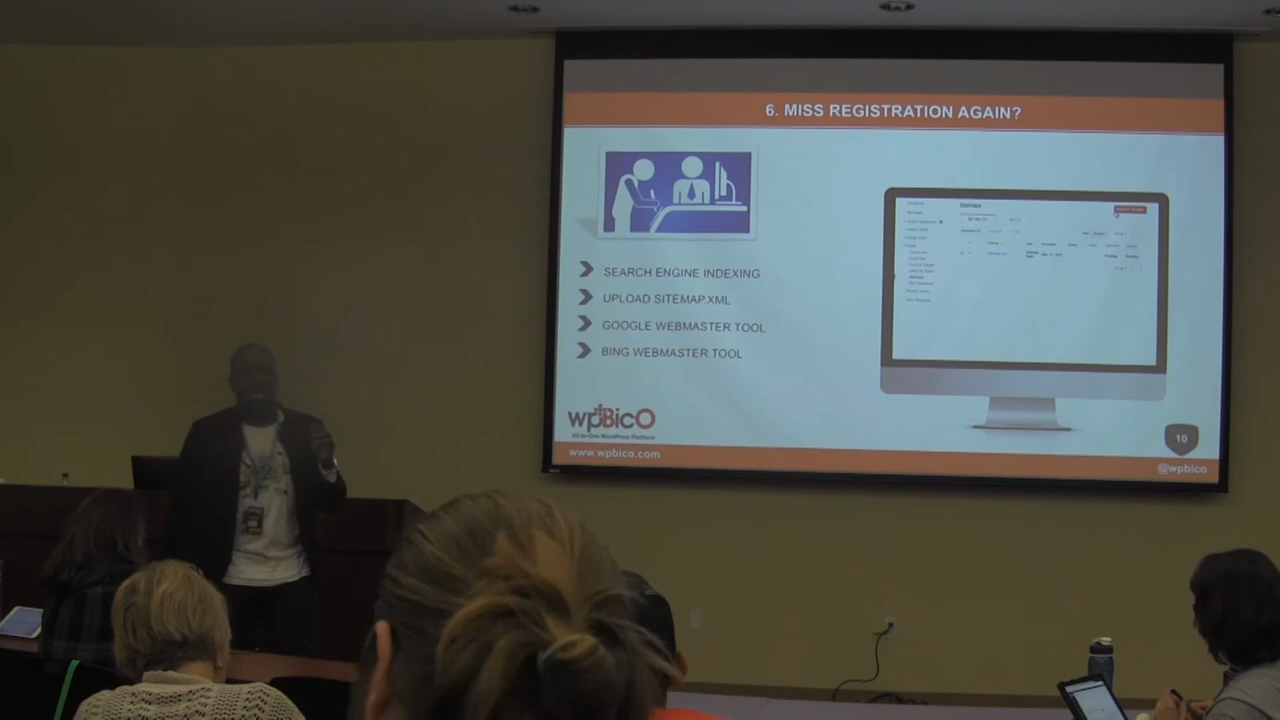 6. MISS REGISTRATION AGAIN?
SEARCH ENGINE INDEXING
UPLOAD SITEMAP.XML
GOOGLE WEBMASTER TOOL
BING WEBMASTER TOOL
Sitemaps
wpBicO
All-In-One WordPress Platform
10
www.wpbico.com
@wpbico